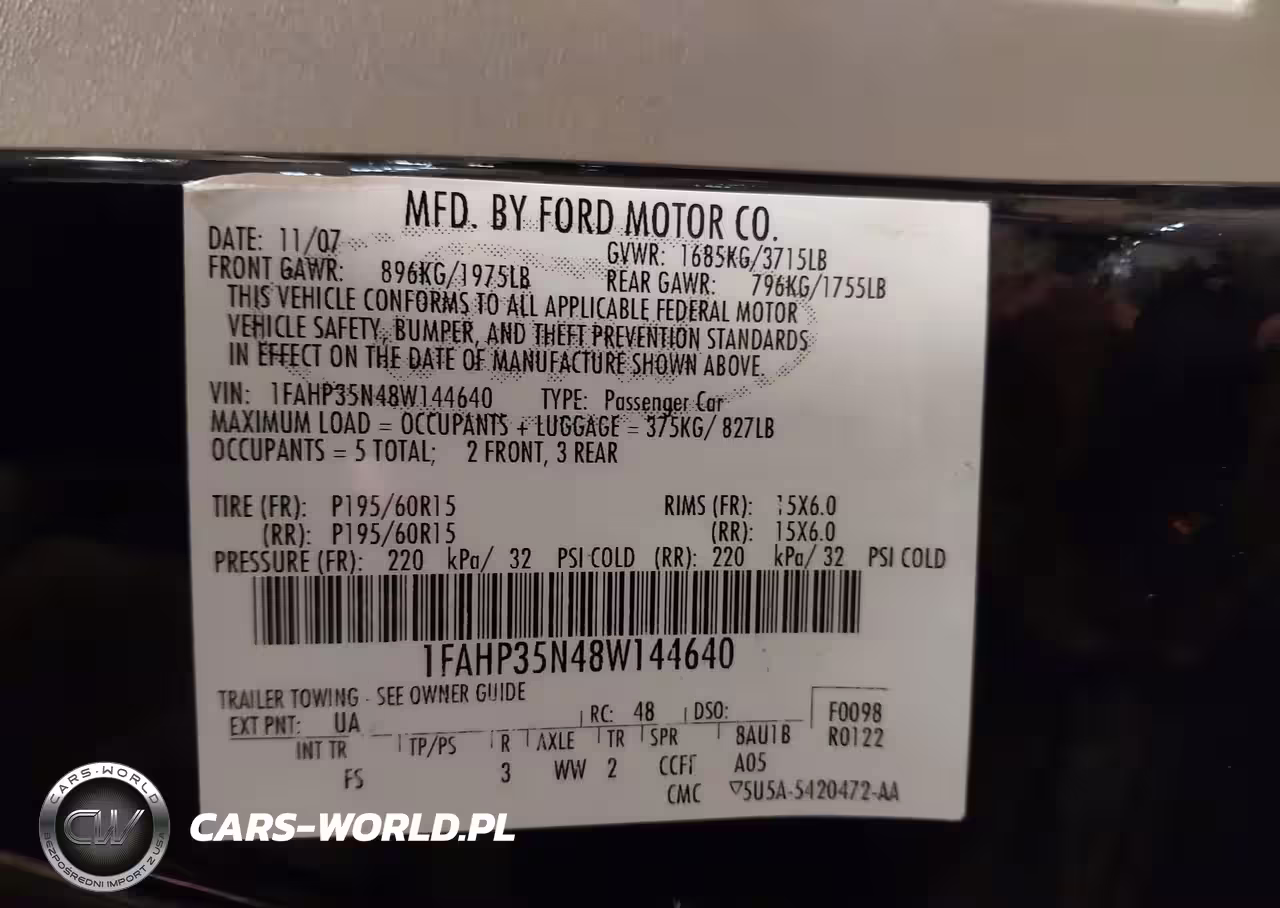 MFD. BY FORD MOTOR CO.
DATE: 11/07 GVWR: 1685KG/3715LB
FRONT GAWR: 896KG/1975LB REAR GAWR: 796KG/1755LB
THIS VEHICLE CONFORMS TO ALL APPLICABLE FEDERAL MOTOR
VEHICLE SAFETY, BUMPER, AND THEFT PREVENTION STANDARDS
IN EFFECT ON THE DATE OF MANUFACTURE SHOWN ABOVE.
VIN: 1FAHP35N48W144640 TYPE: Passenger Car
MAXIMUM LOAD = OCCUPANTS + LUGGAGE = 375KG/ 827LB
OCCUPANTS = 5 TOTAL; 2 FRONT, 3 REAR
TIRE (FR): P195/60R15 RIMS (FR): 15X6.0
(RR): P195/60R15 (RR): 15X6.0
PRESSURE (FR): 220 kPa/ 32 PSI COLD (RR): 220 kPa/ 32 PSI COLD
1FAHP35N48W144640
TRAILER TOWING - SEE OWNER GUIDE
EXT PNT: UA RC: 48 DSO: F0098
INT TR TP/PS R AXLE TR SPR 8AU1B R0122
FS 3 WW 2 CCFF A05
CMC ▽5U5A-5420472-AA
CARS-WORLD
CW
BEZPOŚREDNI IMPORT Z USA
CARS-WORLD.PL